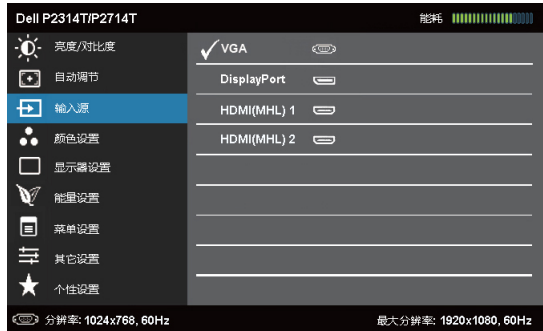 Dell P2314T/P2714T 能耗
亮度/对比度
自动调节
输入源
颜色设置
显示器设置
能量设置
菜单设置
其它设置
个性设置
VGA
DisplayPort
HDMI(MHL) 1
HDMI(MHL) 2
分辨率: 1024x768, 60Hz 最大分辨率: 1920x1080, 60Hz